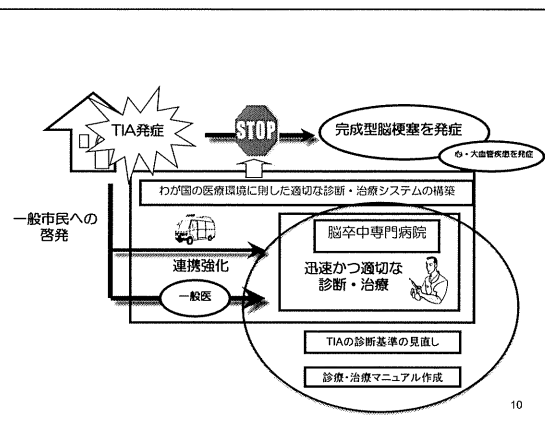 TIA発症
STOP
完成型脳梗塞を発症
心・大血管疾患を発症
わが国の医療環境に則した適切な診断・治療システムの構築
一般市民への
啓発
連携強化
一般医
脳卒中専門病院
迅速かつ適切な
診断・治療
TIAの診断基準の見直し
診療・治療マニュアル作成
10